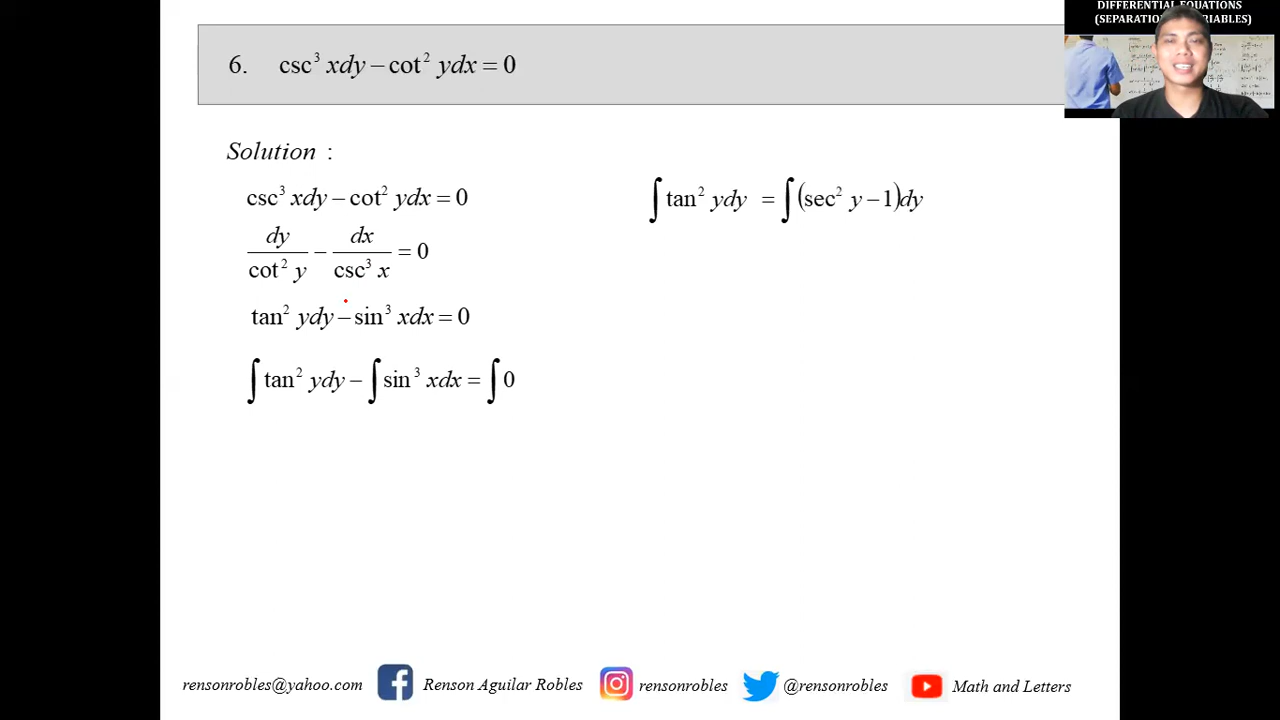 DIFFERENTIAL EQUATIONS
6. csc³ xdy − cot² ydx = 0
Solution :
csc³ xdy − cot² ydx = 0
dy/cot² y − dx/csc³ x = 0
tan² ydy − sin³ xdx = 0
∫ tan² ydy − ∫ sin³ xdx = ∫ 0
∫ tan² ydy = ∫ (sec² y − 1)dy
rensonrobles@yahoo.com Renson Aguilar Robles rensonrobles @rensonrobles Math and Letters